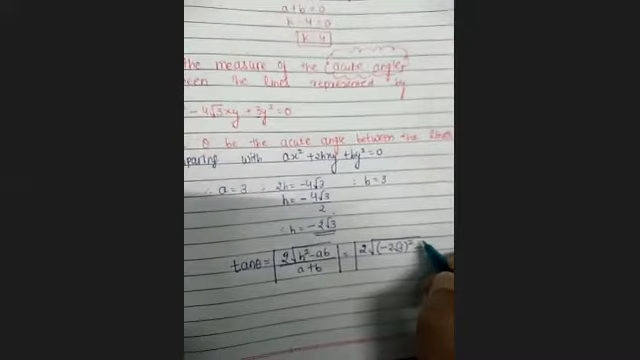 a+b=0
k-4=0
k=4
the measure of the acute angle
een the lines represented by
-4√3xy+3y²=0
θ be the acute angle between the lines
paring with ax²+2hxy+by²=0
∴ a=3 ∴ 2h=-4√3 ∴ b=3
h=-4√3/2
∴ h=-2√3
tanθ=|2√h²-ab/a+b|=|2√(-2√3)²